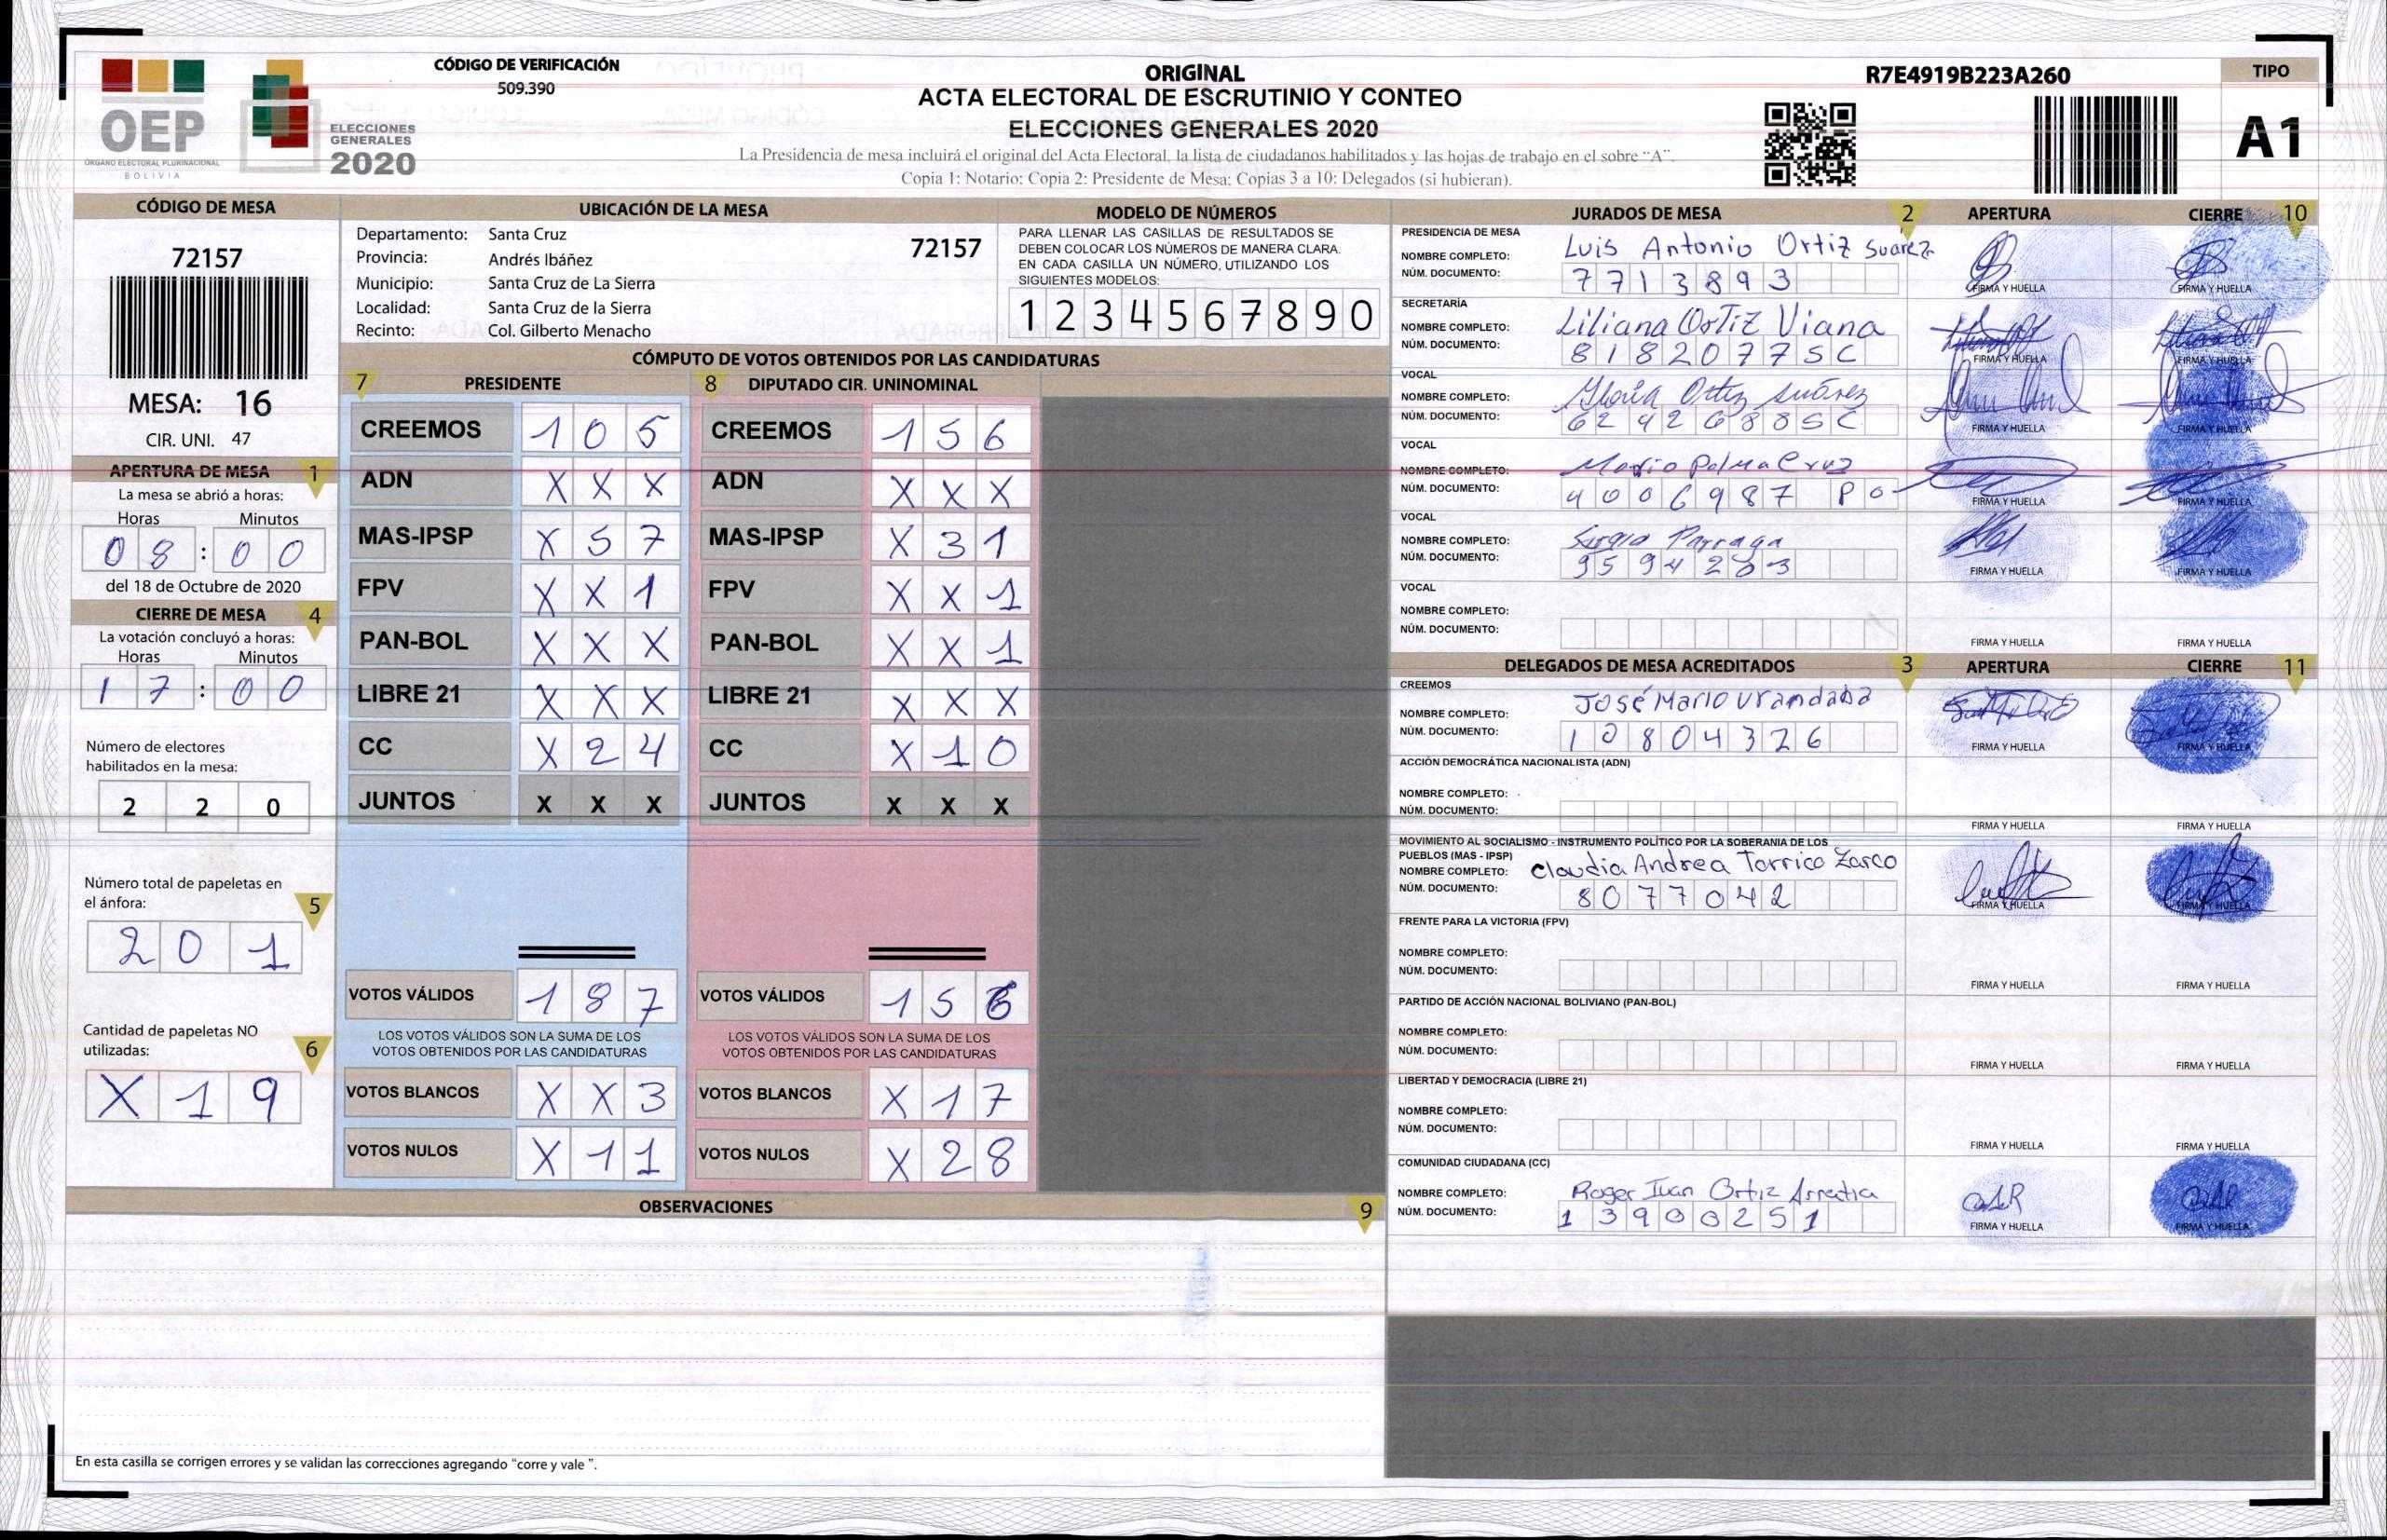 CÓDIGO DE VERIFICACIÓN
509.390
OEP
ÓRGANO ELECTORAL PLURINACIONAL
BOLIVIA
ELECCIONES
GENERALES
2020
ORIGINAL
ACTA ELECTORAL DE ESCRUTINIO Y CONTEO
ELECCIONES GENERALES 2020
La Presidencia de mesa incluirá el original del Acta Electoral, la lista de ciudadanos habilitados y las hojas de trabajo en el sobre "A".
Copia 1: Notario; Copia 2: Presidente de Mesa; Copias 3 a 10: Delegados (si hubieran).
R7E4919B223A260
TIPO
A1
CÓDIGO DE MESA
72157
MESA: 16
CIR. UNI. 47
APERTURA DE MESA 1
La mesa se abrió a horas:
Horas Minutos
08:00
del 18 de Octubre de 2020
CIERRE DE MESA 4
La votación concluyó a horas:
Horas Minutos
17:00
Número de electores
habilitados en la mesa:
2 2 0
Número total de papeletas en
el ánfora: 5
2 0 1
Cantidad de papeletas NO
utilizadas: 6
X 1 9
UBICACIÓN DE LA MESA
Departamento: Santa Cruz
Provincia: Andrés Ibáñez
Municipio: Santa Cruz de La Sierra
Localidad: Santa Cruz de la Sierra
Recinto: Col. Gilberto Menacho
72157
MODELO DE NÚMEROS
PARA LLENAR LAS CASILLAS DE RESULTADOS SE
DEBEN COLOCAR LOS NÚMEROS DE MANERA CLARA.
EN CADA CASILLA UN NÚMERO, UTILIZANDO LOS
SIGUIENTES MODELOS:
1 2 3 4 5 6 7 8 9 0
CÓMPUTO DE VOTOS OBTENIDOS POR LAS CANDIDATURAS
7 PRESIDENTE 8 DIPUTADO CIR. UNINOMINAL
CREEMOS 1 0 5 CREEMOS 1 5 6
ADN X X X ADN X X X
MAS-IPSP X 5 7 MAS-IPSP X 3 1
FPV X X 1 FPV X X 1
PAN-BOL X X X PAN-BOL X X 1
LIBRE 21 X X X LIBRE 21 X X X
CC X 2 4 CC X 1 0
JUNTOS X X X JUNTOS X X X
VOTOS VÁLIDOS 1 8 7 VOTOS VÁLIDOS 1 5 6
LOS VOTOS VÁLIDOS SON LA SUMA DE LOS LOS VOTOS VÁLIDOS SON LA SUMA DE LOS
VOTOS OBTENIDOS POR LAS CANDIDATURAS VOTOS OBTENIDOS POR LAS CANDIDATURAS
VOTOS BLANCOS X X 3 VOTOS BLANCOS X 1 7
VOTOS NULOS X 1 1 VOTOS NULOS X 2 8
OBSERVACIONES 9
En esta casilla se corrigen errores y se validan las correcciones agregando "corre y vale ".
JURADOS DE MESA 2 APERTURA CIERRE 10
PRESIDENCIA DE MESA
NOMBRE COMPLETO: Luis Antonio Ortiz Suárez
NÚM. DOCUMENTO: 7713893
FIRMA Y HUELLA FIRMA Y HUELLA
SECRETARÍA
NOMBRE COMPLETO: Liliana Ortiz Viana
NÚM. DOCUMENTO: 8182077SC
FIRMA Y HUELLA FIRMA Y HUELLA
VOCAL
NOMBRE COMPLETO: Ortiz Suárez
NÚM. DOCUMENTO: 6242688SC
FIRMA Y HUELLA FIRMA Y HUELLA
VOCAL
NOMBRE COMPLETO: Mario Palma Cruz
NÚM. DOCUMENTO: 4006987 PO
FIRMA Y HUELLA FIRMA Y HUELLA
VOCAL
NOMBRE COMPLETO: Parraga
NÚM. DOCUMENTO:
FIRMA Y HUELLA FIRMA Y HUELLA
VOCAL
NOMBRE COMPLETO:
NÚM. DOCUMENTO:
FIRMA Y HUELLA FIRMA Y HUELLA
DELEGADOS DE MESA ACREDITADOS 3 APERTURA CIERRE 11
CREEMOS
NOMBRE COMPLETO: José Mario
NÚM. DOCUMENTO: 10804326
FIRMA Y HUELLA FIRMA Y HUELLA
ACCIÓN DEMOCRÁTICA NACIONALISTA (ADN)
NOMBRE COMPLETO:
NÚM. DOCUMENTO:
FIRMA Y HUELLA FIRMA Y HUELLA
MOVIMIENTO AL SOCIALISMO - INSTRUMENTO POLÍTICO POR LA SOBERANIA DE LOS
PUEBLOS (MAS - IPSP)
NOMBRE COMPLETO: Claudia Andrea Torrico Zarco
NÚM. DOCUMENTO: 8077042
FIRMA Y HUELLA FIRMA Y HUELLA
FRENTE PARA LA VICTORIA (FPV)
NOMBRE COMPLETO:
NÚM. DOCUMENTO:
FIRMA Y HUELLA FIRMA Y HUELLA
PARTIDO DE ACCIÓN NACIONAL BOLIVIANO (PAN-BOL)
NOMBRE COMPLETO:
NÚM. DOCUMENTO:
FIRMA Y HUELLA FIRMA Y HUELLA
LIBERTAD Y DEMOCRACIA (LIBRE 21)
NOMBRE COMPLETO:
NÚM. DOCUMENTO:
FIRMA Y HUELLA FIRMA Y HUELLA
COMUNIDAD CIUDADANA (CC)
NOMBRE COMPLETO: Roger Ivan Ortiz
NÚM. DOCUMENTO: 13900251
FIRMA Y HUELLA FIRMA Y HUELLA